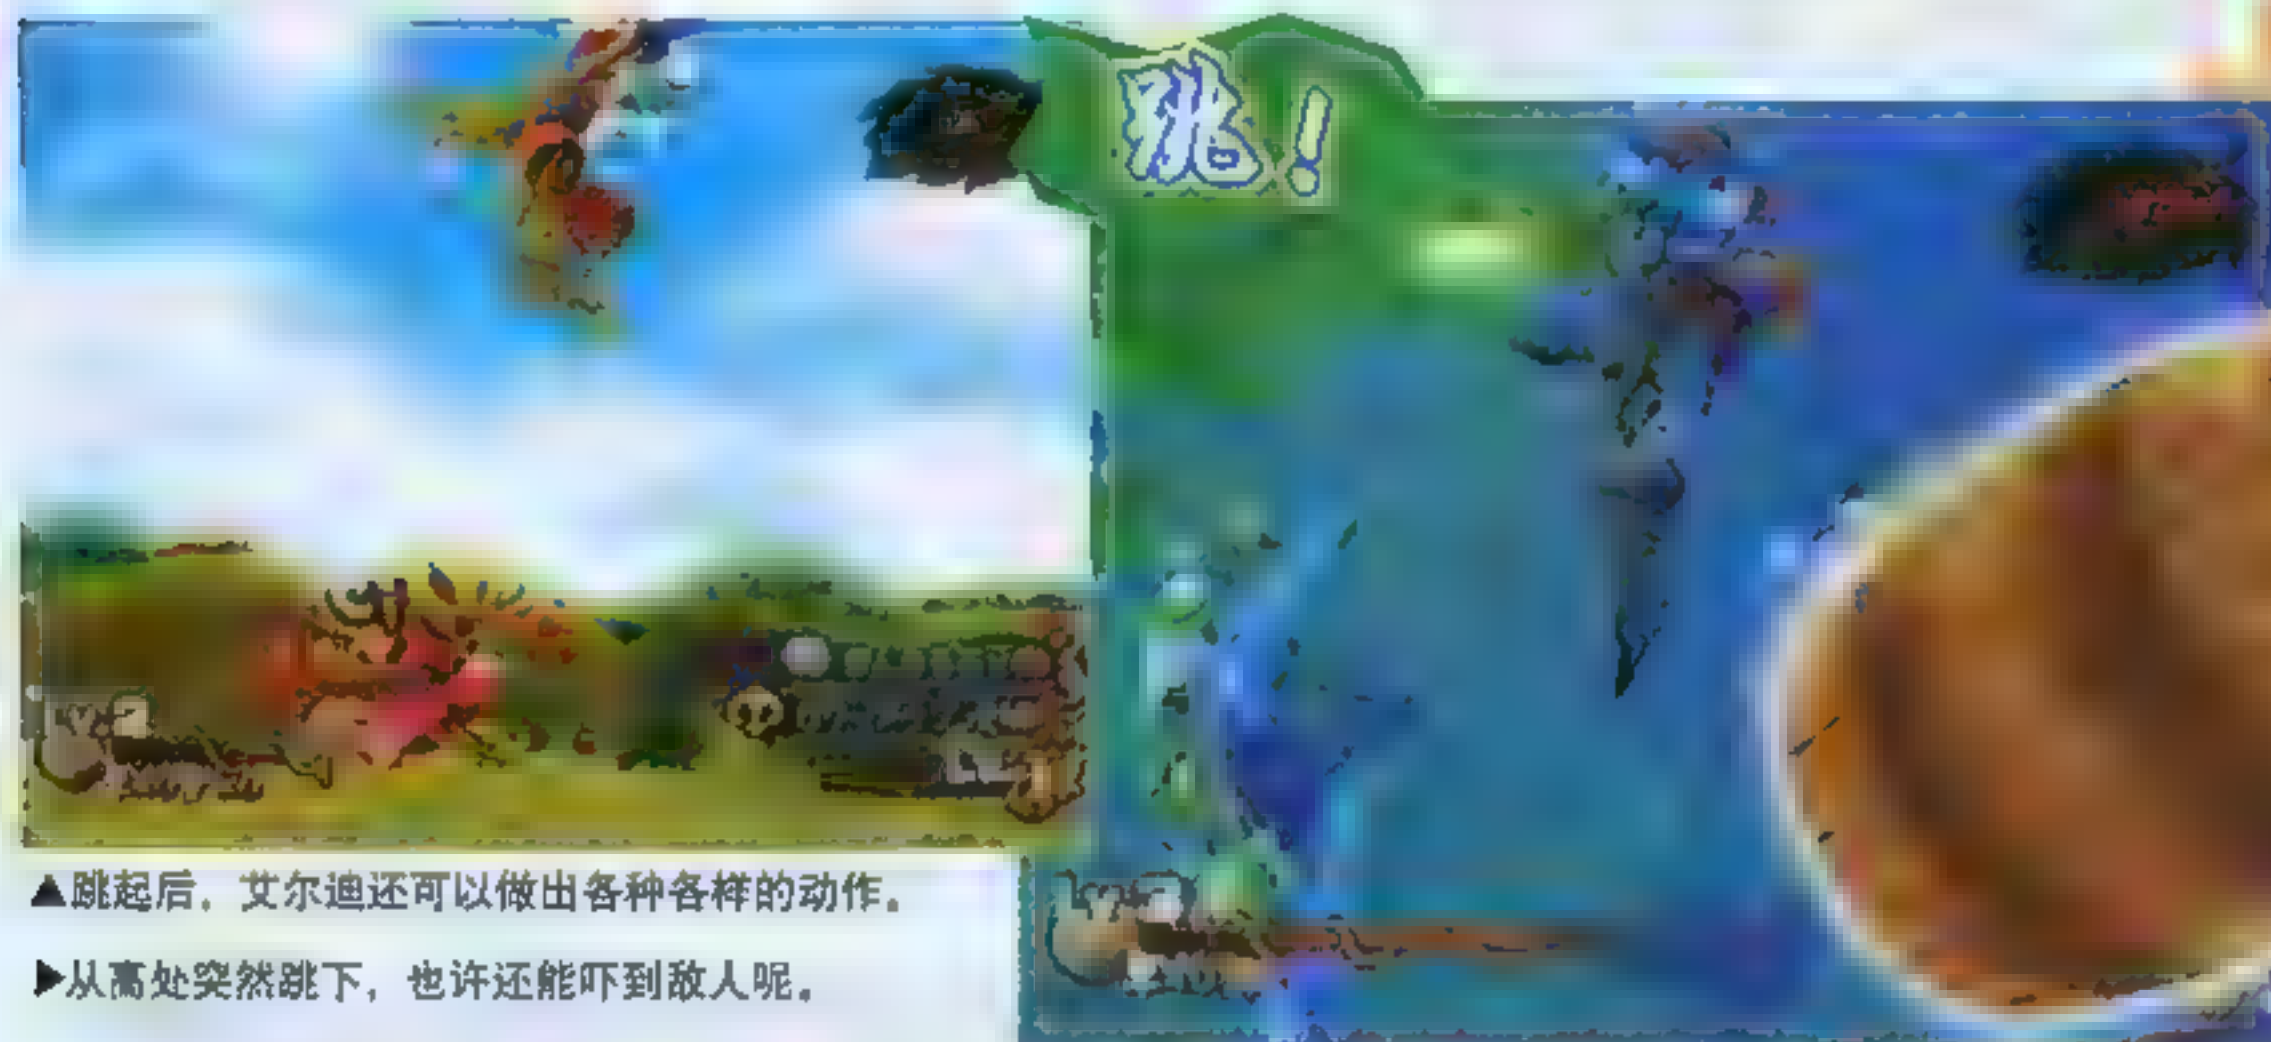 跳！
▲跳起后，艾尔迪还可以做出各种各样的动作。
▶从高处突然跳下，也许还能吓到敌人呢。